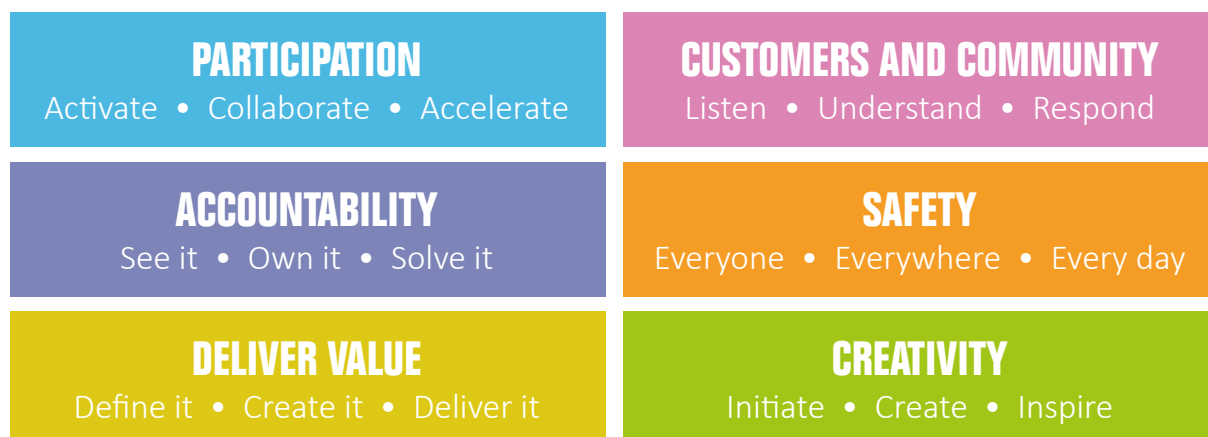 PARTICIPATION
Activate • Collaborate • Accelerate
CUSTOMERS AND COMMUNITY
Listen • Understand • Respond
ACCOUNTABILITY
See it • Own it • Solve it
SAFETY
Everyone • Everywhere • Every day
DELIVER VALUE
Define it • Create it • Deliver it
CREATIVITY
Initiate • Create • Inspire